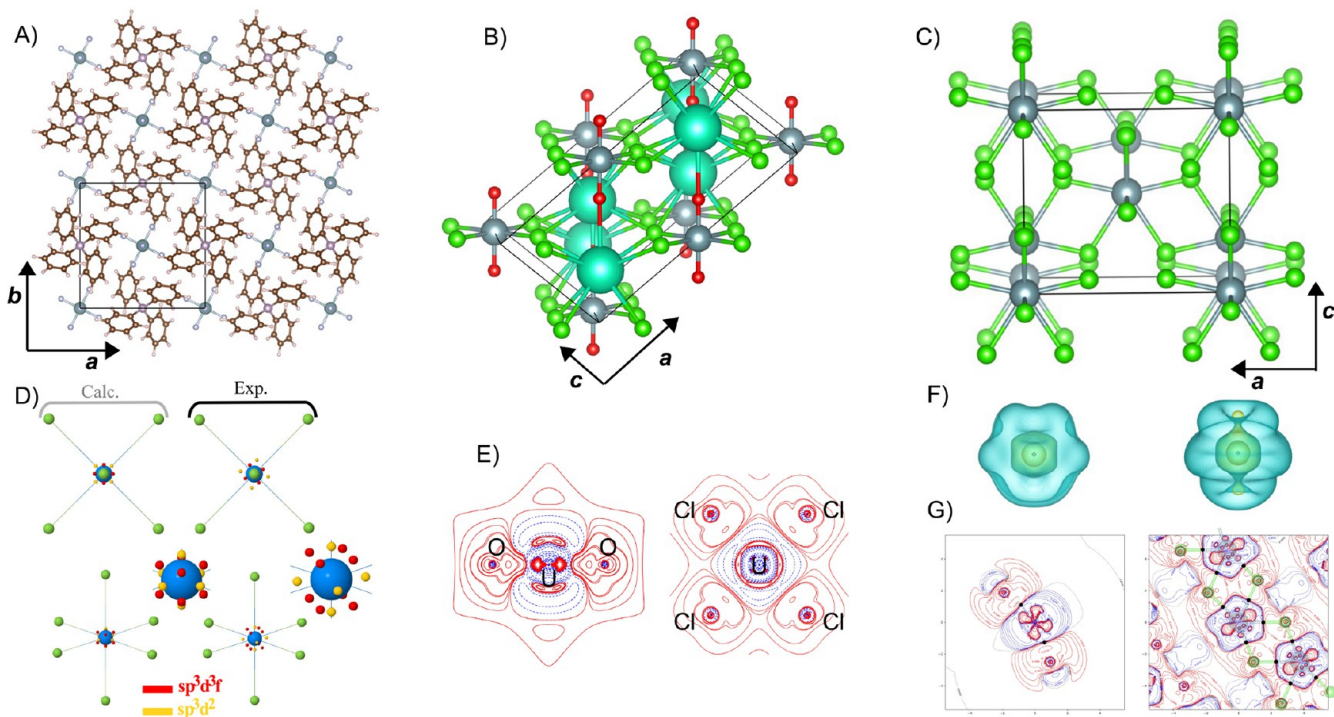 A)
b
a
B)
c
a
C)
c
a
D)
Calc.
Exp.
sp³d³f
sp³d²
E)
O
O
U
Cl
Cl
U
Cl
Cl
F)
G)